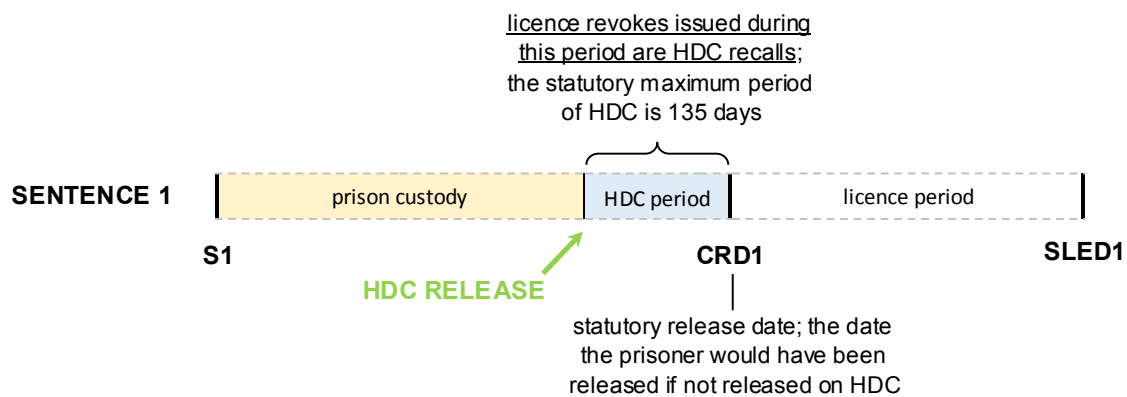 licence revokes issued during
this period are HDC recalls;
the statutory maximum period
of HDC is 135 days
SENTENCE 1
prison custody
HDC period
licence period
S1
CRD1
SLED1
HDC RELEASE
statutory release date; the date
the prisoner would have been
released if not released on HDC